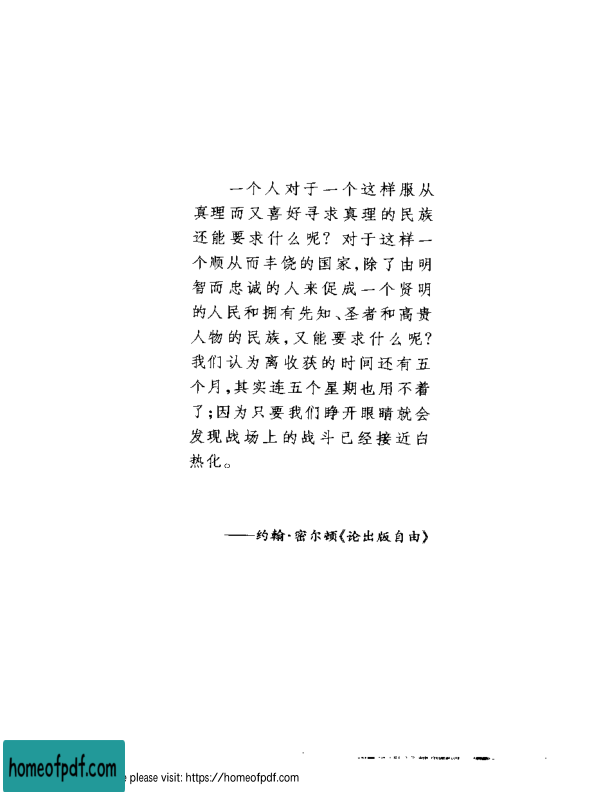 一个人对于一个这样服从
真理而又喜好寻求真理的民族
还能要求什么呢？对于这样一
个顺从而丰饶的国家，除了由明
智而忠诚的人来促成一个贤明
的人民和拥有先知、圣者和高贵
人物的民族，又能要求什么呢？
我们认为离收获的时间还有五
个月，其实连五个星期也用不着
了；因为只要我们睁开眼睛就会
发现战场上的战斗已经接近白
热化。
——约翰·密尔顿《论出版自由》
homeofpdf.com
please visit: https://homeofpdf.com